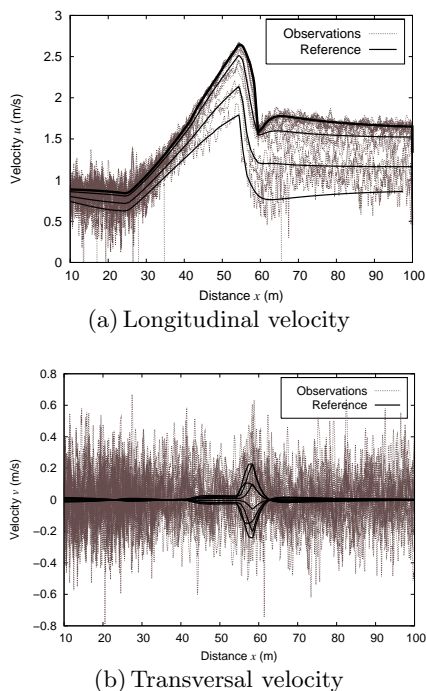 3
2.5
2
1.5
1
0.5
0
Velocity u (m/s)
Observations
Reference
10 20 30 40 50 60 70 80 90 100
Distance x (m)
(a) Longitudinal velocity
0.8
0.6
0.4
0.2
0
−0.2
−0.4
−0.6
−0.8
Velocity v (m/s)
Observations
Reference
10 20 30 40 50 60 70 80 90 100
Distance x (m)
(b) Transversal velocity